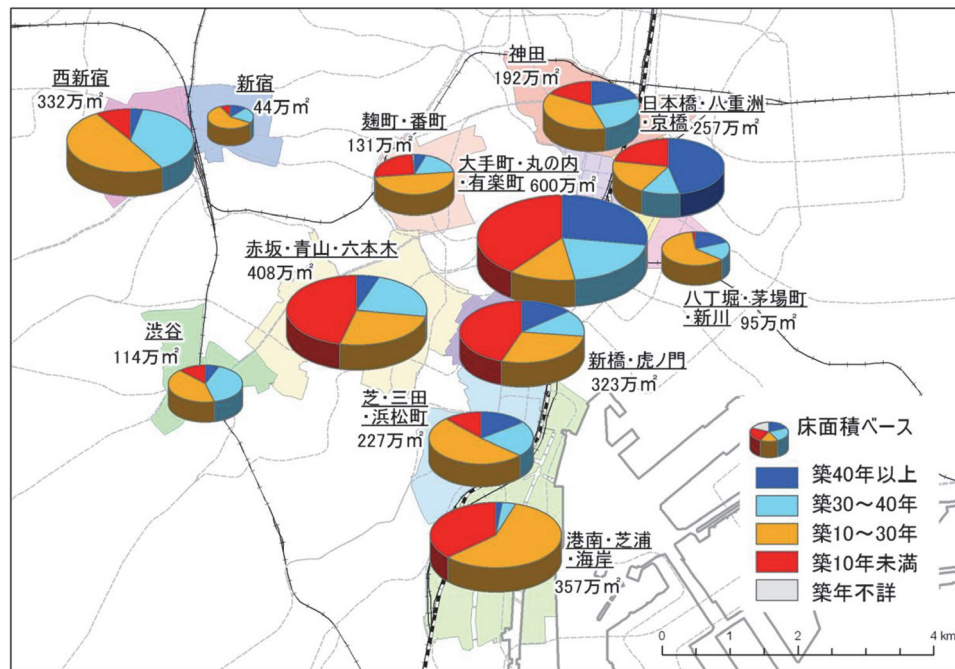 神田
192万㎡
西新宿
332万㎡
新宿
44万㎡
日本橋・八重洲
・京橋 257万㎡
麹町・番町
131万㎡
大手町・丸の内
・有楽町 600万㎡
赤坂・青山・六本木
408万㎡
八丁堀・茅場町
・新川 95万㎡
渋谷
114万㎡
新橋・虎ノ門
323万㎡
芝・三田
・浜松町
227万㎡
港南・芝浦
・海岸
357万㎡
床面積ベース
築40年以上
築30～40年
築10～30年
築10年未満
築年不詳
0 1 2 4 km